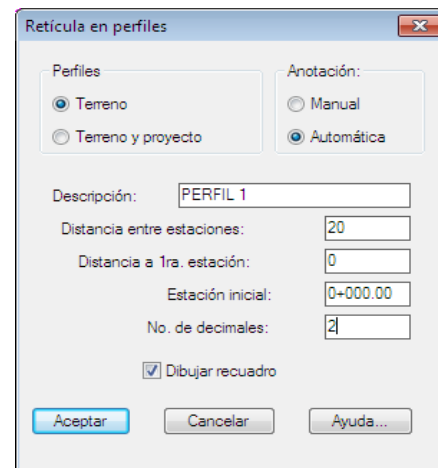 Retícula en perfiles
Perfiles
Terreno
Terreno y proyecto
Anotación:
Manual
Automática
Descripción: PERFIL 1
Distancia entre estaciones: 20
Distancia a 1ra. estación: 0
Estación inicial: 0+000.00
No. de decimales: 2
Dibujar recuadro
Aceptar Cancelar Ayuda...